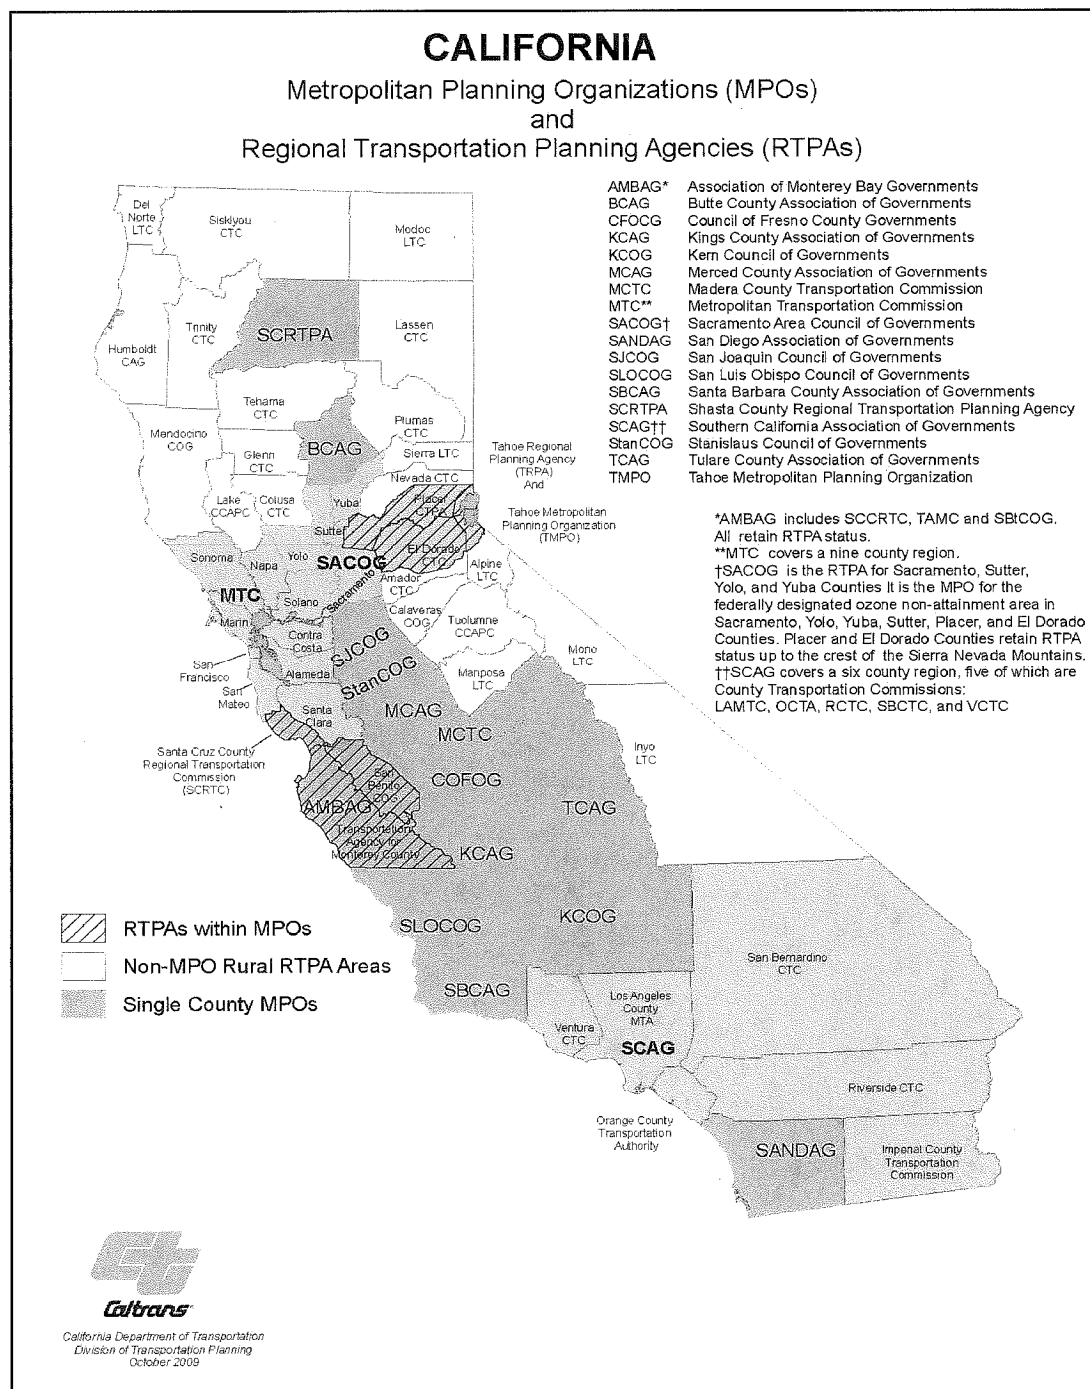 CALIFORNIA
Metropolitan Planning Organizations (MPOs)
and
Regional Transportation Planning Agencies (RTPAs)
AMBAG* Association of Monterey Bay Governments
BCAG Butte County Association of Governments
CFOCG Council of Fresno County Governments
KCAG Kings County Association of Governments
KCOG Kern Council of Governments
MCAG Merced County Association of Governments
MCTC Madera County Transportation Commission
MTC** Metropolitan Transportation Commission
SACOG† Sacramento Area Council of Governments
SANDAG San Diego Association of Governments
SJCOG San Joaquin Council of Governments
SLOCOG San Luis Obispo Council of Governments
SBCAG Santa Barbara County Association of Governments
SCRTPA Shasta County Regional Transportation Planning Agency
SCAG†† Southern California Association of Governments
StanCOG Stanislaus Council of Governments
TCAG Tulare County Association of Governments
TMPO Tahoe Metropolitan Planning Organization
*AMBAG includes SCCRTC, TAMC and SBtCOG.
All retain RTPA status.
**MTC covers a nine county region.
†SACOG is the RTPA for Sacramento, Sutter,
Yolo, and Yuba Counties It is the MPO for the
federally designated ozone non-attainment area in
Sacramento, Yolo, Yuba, Sutter, Placer, and El Dorado
Counties. Placer and El Dorado Counties retain RTPA
status up to the crest of the Sierra Nevada Mountains.
††SCAG covers a six county region, five of which are
County Transportation Commissions:
LAMTC, OCTA, RCTC, SBCTC, and VCTC
Del
Norte
LTC
Siskiyou
CTC
Modoc
LTC
Humboldt
CAG
Trinity
CTC
SCRTPA
Lassen
CTC
Tehama
CTC
Plumas
CTC
Mendocino
COG
Glenn
CTC
BCAG
Sierra LTC
Nevada CTC
Lake
CCAPC
Colusa
CTC
Yuba
Sutter
Placer
CTPA
El Dorado
CTC
Tahoe Regional
Planning Agency
(TRPA)
And
Tahoe Metropolitan
Planning Organization
(TMPO)
Sonoma
Napa
Yolo
SACOG
Sacramento
Amador
CTC
Alpine
LTC
MTC
Solano
Marin
Contra
Costa
Calaveras
COG
Tuolumne
CCAPC
Mono
LTC
San
Francisco
Alameda
SJCOG
StanCOG
Mariposa
LTC
San
Mateo
Santa
Clara
MCAG
MCTC
Inyo
LTC
Santa Cruz County
Regional Transportation
Commission
(SCRTC)
San
Benito
COG
COFOG
AMBAG
TCAG
Transportation
Agency for
Monterey County
KCAG
SLOCOG
KCOG
SBCAG
San Bernardino
CTC
Los Angeles
County
MTA
Ventura
CTC
SCAG
Riverside CTC
Orange County
Transportation
Authority
SANDAG
Imperial County
Transportation
Commission
RTPAs within MPOs
Non-MPO Rural RTPA Areas
Single County MPOs
Caltrans
California Department of Transportation
Division of Transportation Planning
October 2009